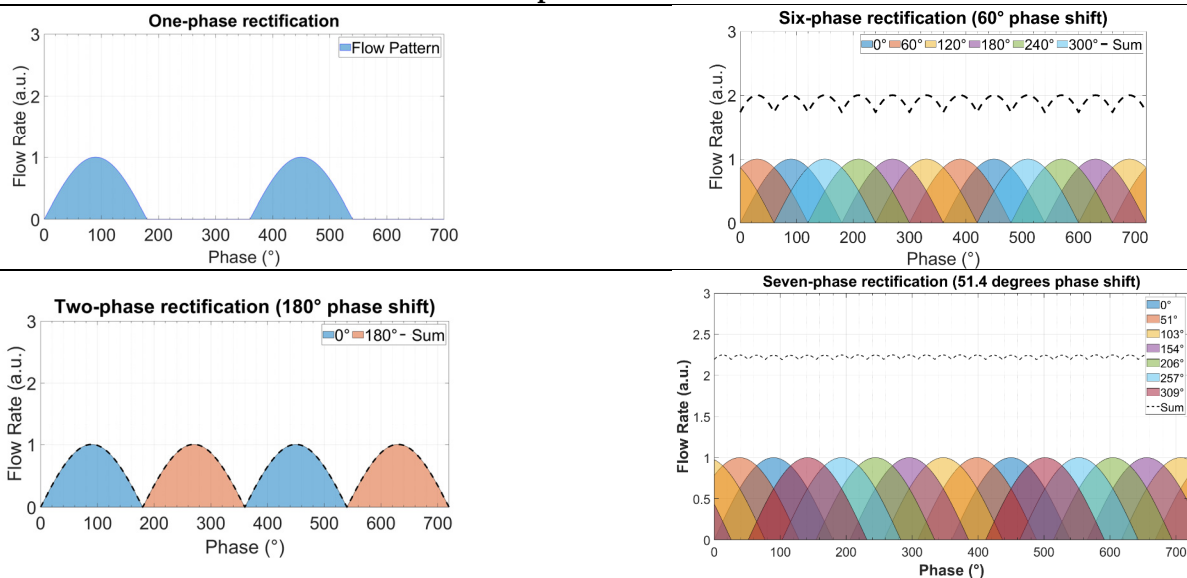 One-phase rectification
3
2
1
0
Flow Rate (a.u.)
Flow Pattern
0 100 200 300 400 500 600 700
Phase (°)
Six-phase rectification (60° phase shift)
3
2
1
0
Flow Rate (a.u.)
0° 60° 120° 180° 240° 300° Sum
0 100 200 300 400 500 600 700
Phase (°)
Two-phase rectification (180° phase shift)
3
2
1
0
Flow Rate (a.u.)
0° 180° Sum
0 100 200 300 400 500 600 700
Phase (°)
Seven-phase rectification (51.4 degrees phase shift)
3
2.5
2
1.5
1
0.5
0
Flow Rate (a.u.)
0°
51°
103°
154°
206°
257°
309°
Sum
0 100 200 300 400 500 600 700
Phase (°)